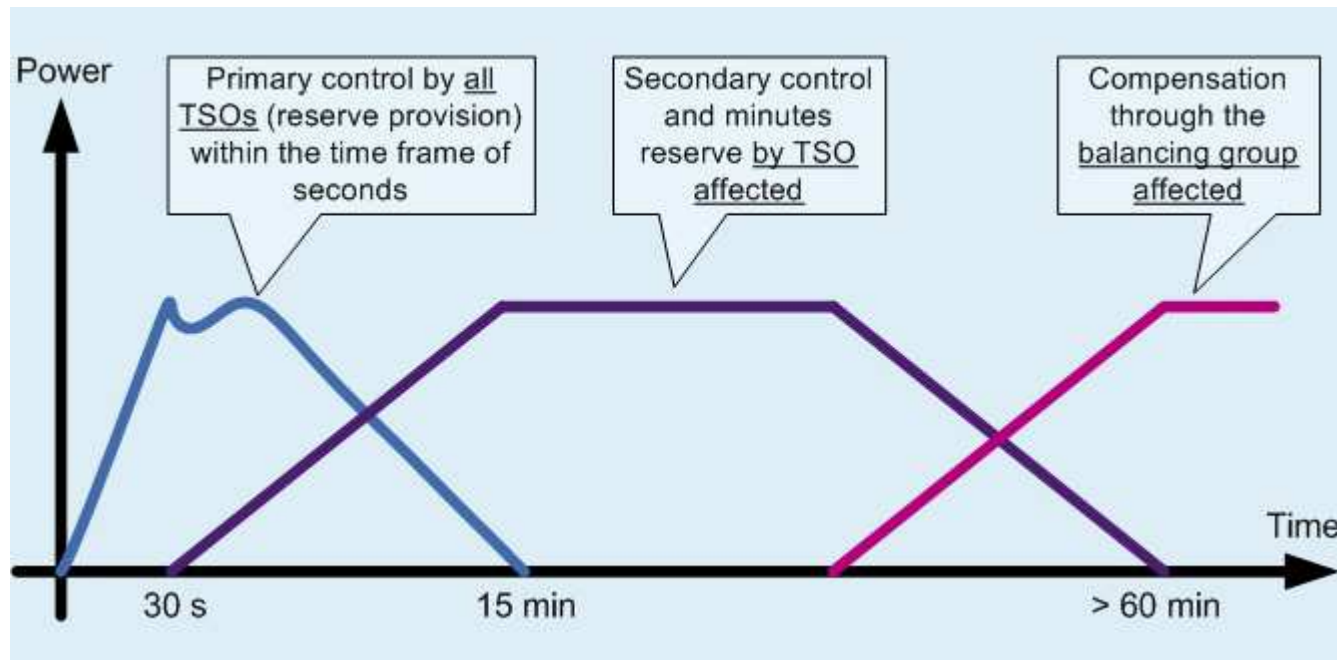 Power
Primary control by all
TSOs (reserve provision)
within the time frame of
seconds
Secondary control
and minutes
reserve by TSO
affected
Compensation
through the
balancing group
affected
Time
30 s
15 min
> 60 min